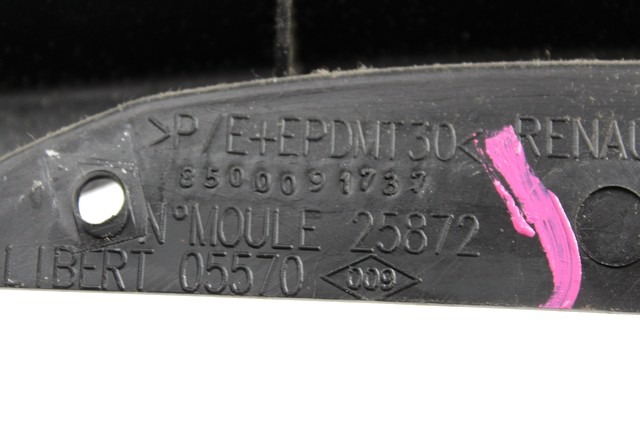 >P/E+EPDMT30< RENAU
8500091737
N°MOULE 25872
LIBERT 05570 009